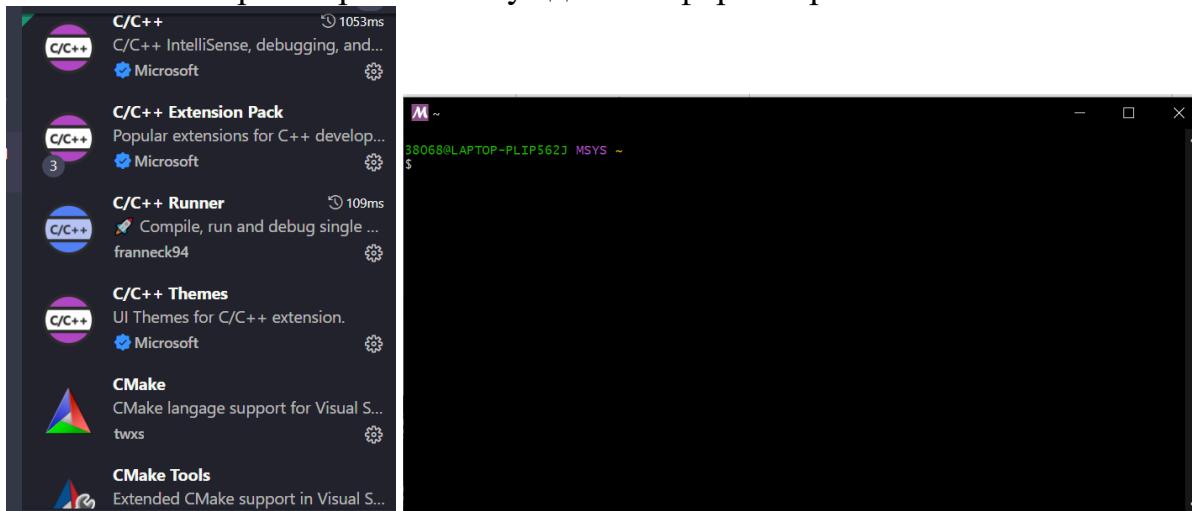 C/C++ 1053ms
C/C++ C/C++ IntelliSense, debugging, and...
Microsoft
C/C++ Extension Pack
C/C++ Popular extensions for C++ develop...
3 Microsoft
C/C++ Runner 109ms
C/C++ 🚀 Compile, run and debug single ...
franneck94
C/C++ Themes
C/C++ UI Themes for C/C++ extension.
Microsoft
CMake
CMake langage support for Visual S...
twxs
CMake Tools
Extended CMake support in Visual S...
M ~
38068@LAPTOP-PLIP562J MSYS ~
$